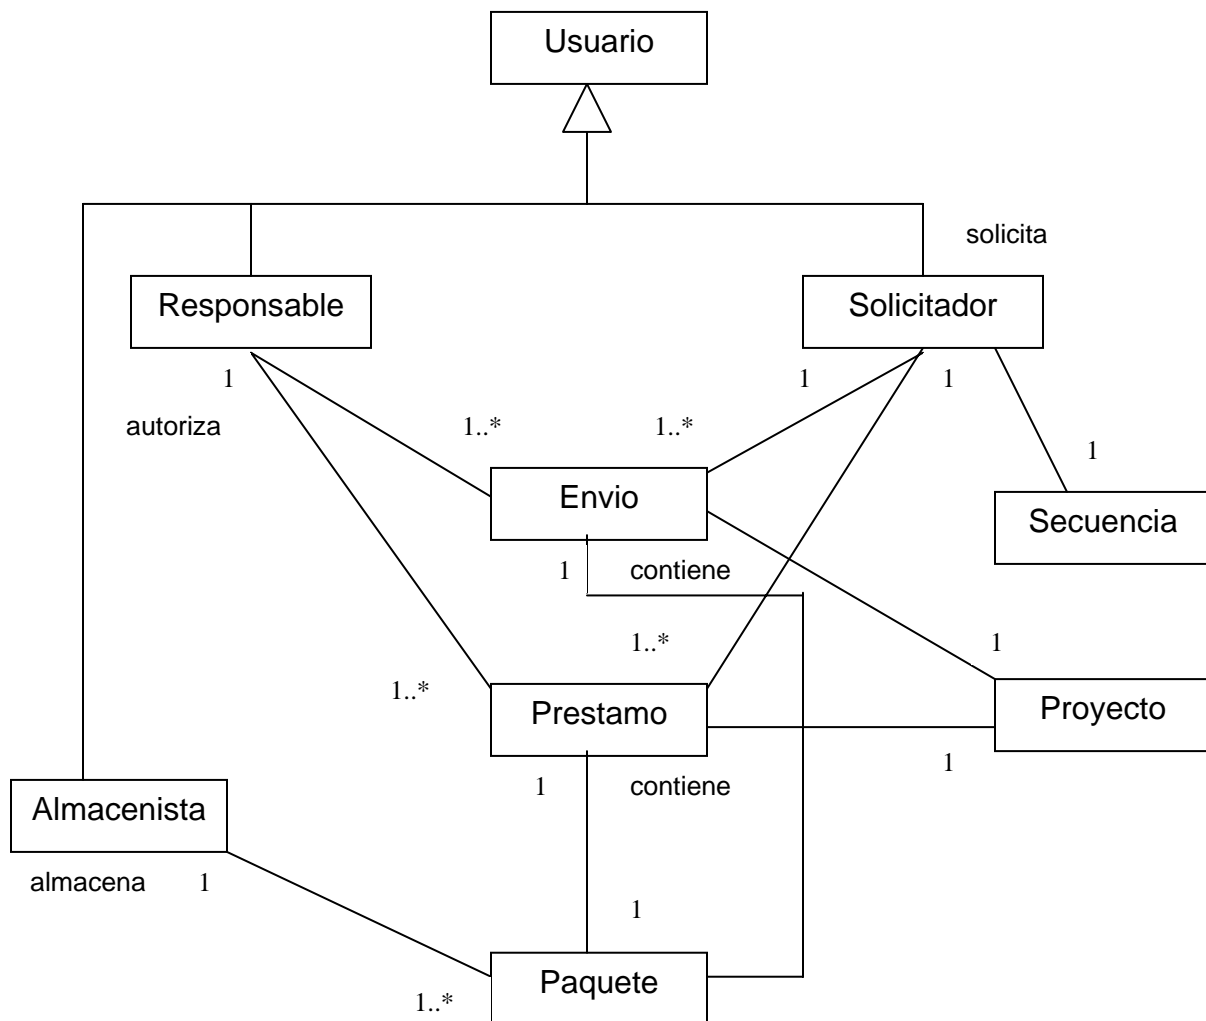 Usuario
solicita
Responsable
Solicitador
1
1
1
autoriza
1..*
1..*
1
Envio
Secuencia
1
contiene
1..*
1
1..*
Prestamo
Proyecto
1
contiene
1
Almacenista
almacena
1
1
Paquete
1..*